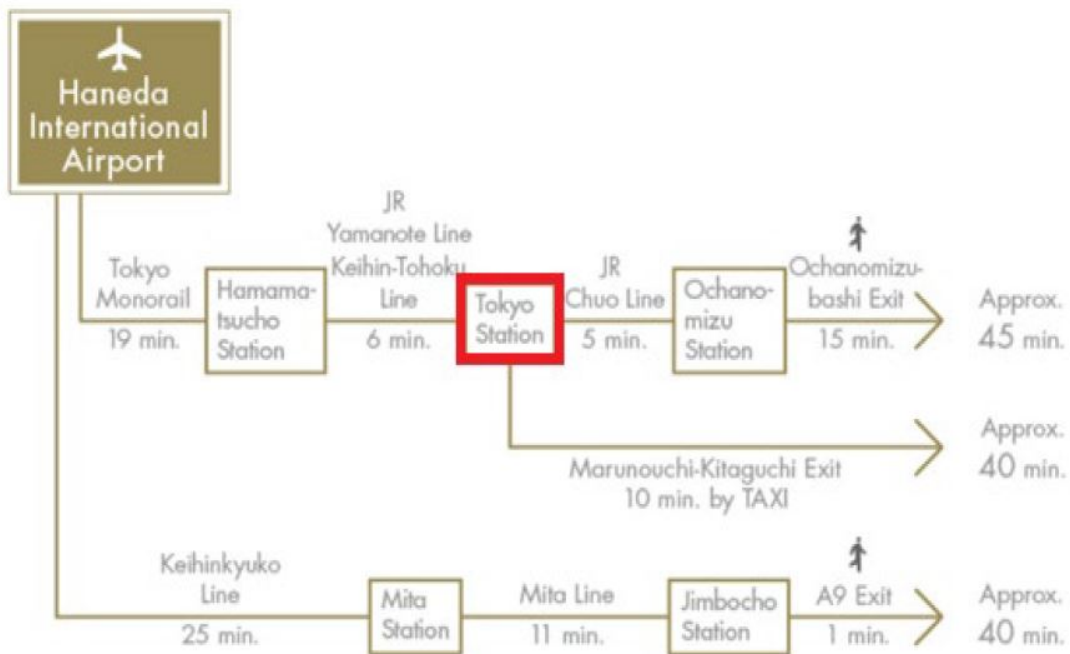 Haneda
International
Airport
JR
Yamanote Line
Keihin-Tohoku
Line
6 min.
Tokyo
Monorail
19 min.
Hamama-
tsucho
Station
Tokyo
Station
JR
Chuo Line
5 min.
Ochano-
mizu
Station
Ochanomizu-
bashi Exit
15 min.
Approx.
45 min.
Marunouchi-Kitaguchi Exit
10 min. by TAXI
Approx.
40 min.
Keihinkyuko
Line
25 min.
Mita
Station
Mita Line
11 min.
Jimbocho
Station
A9 Exit
1 min.
Approx.
40 min.